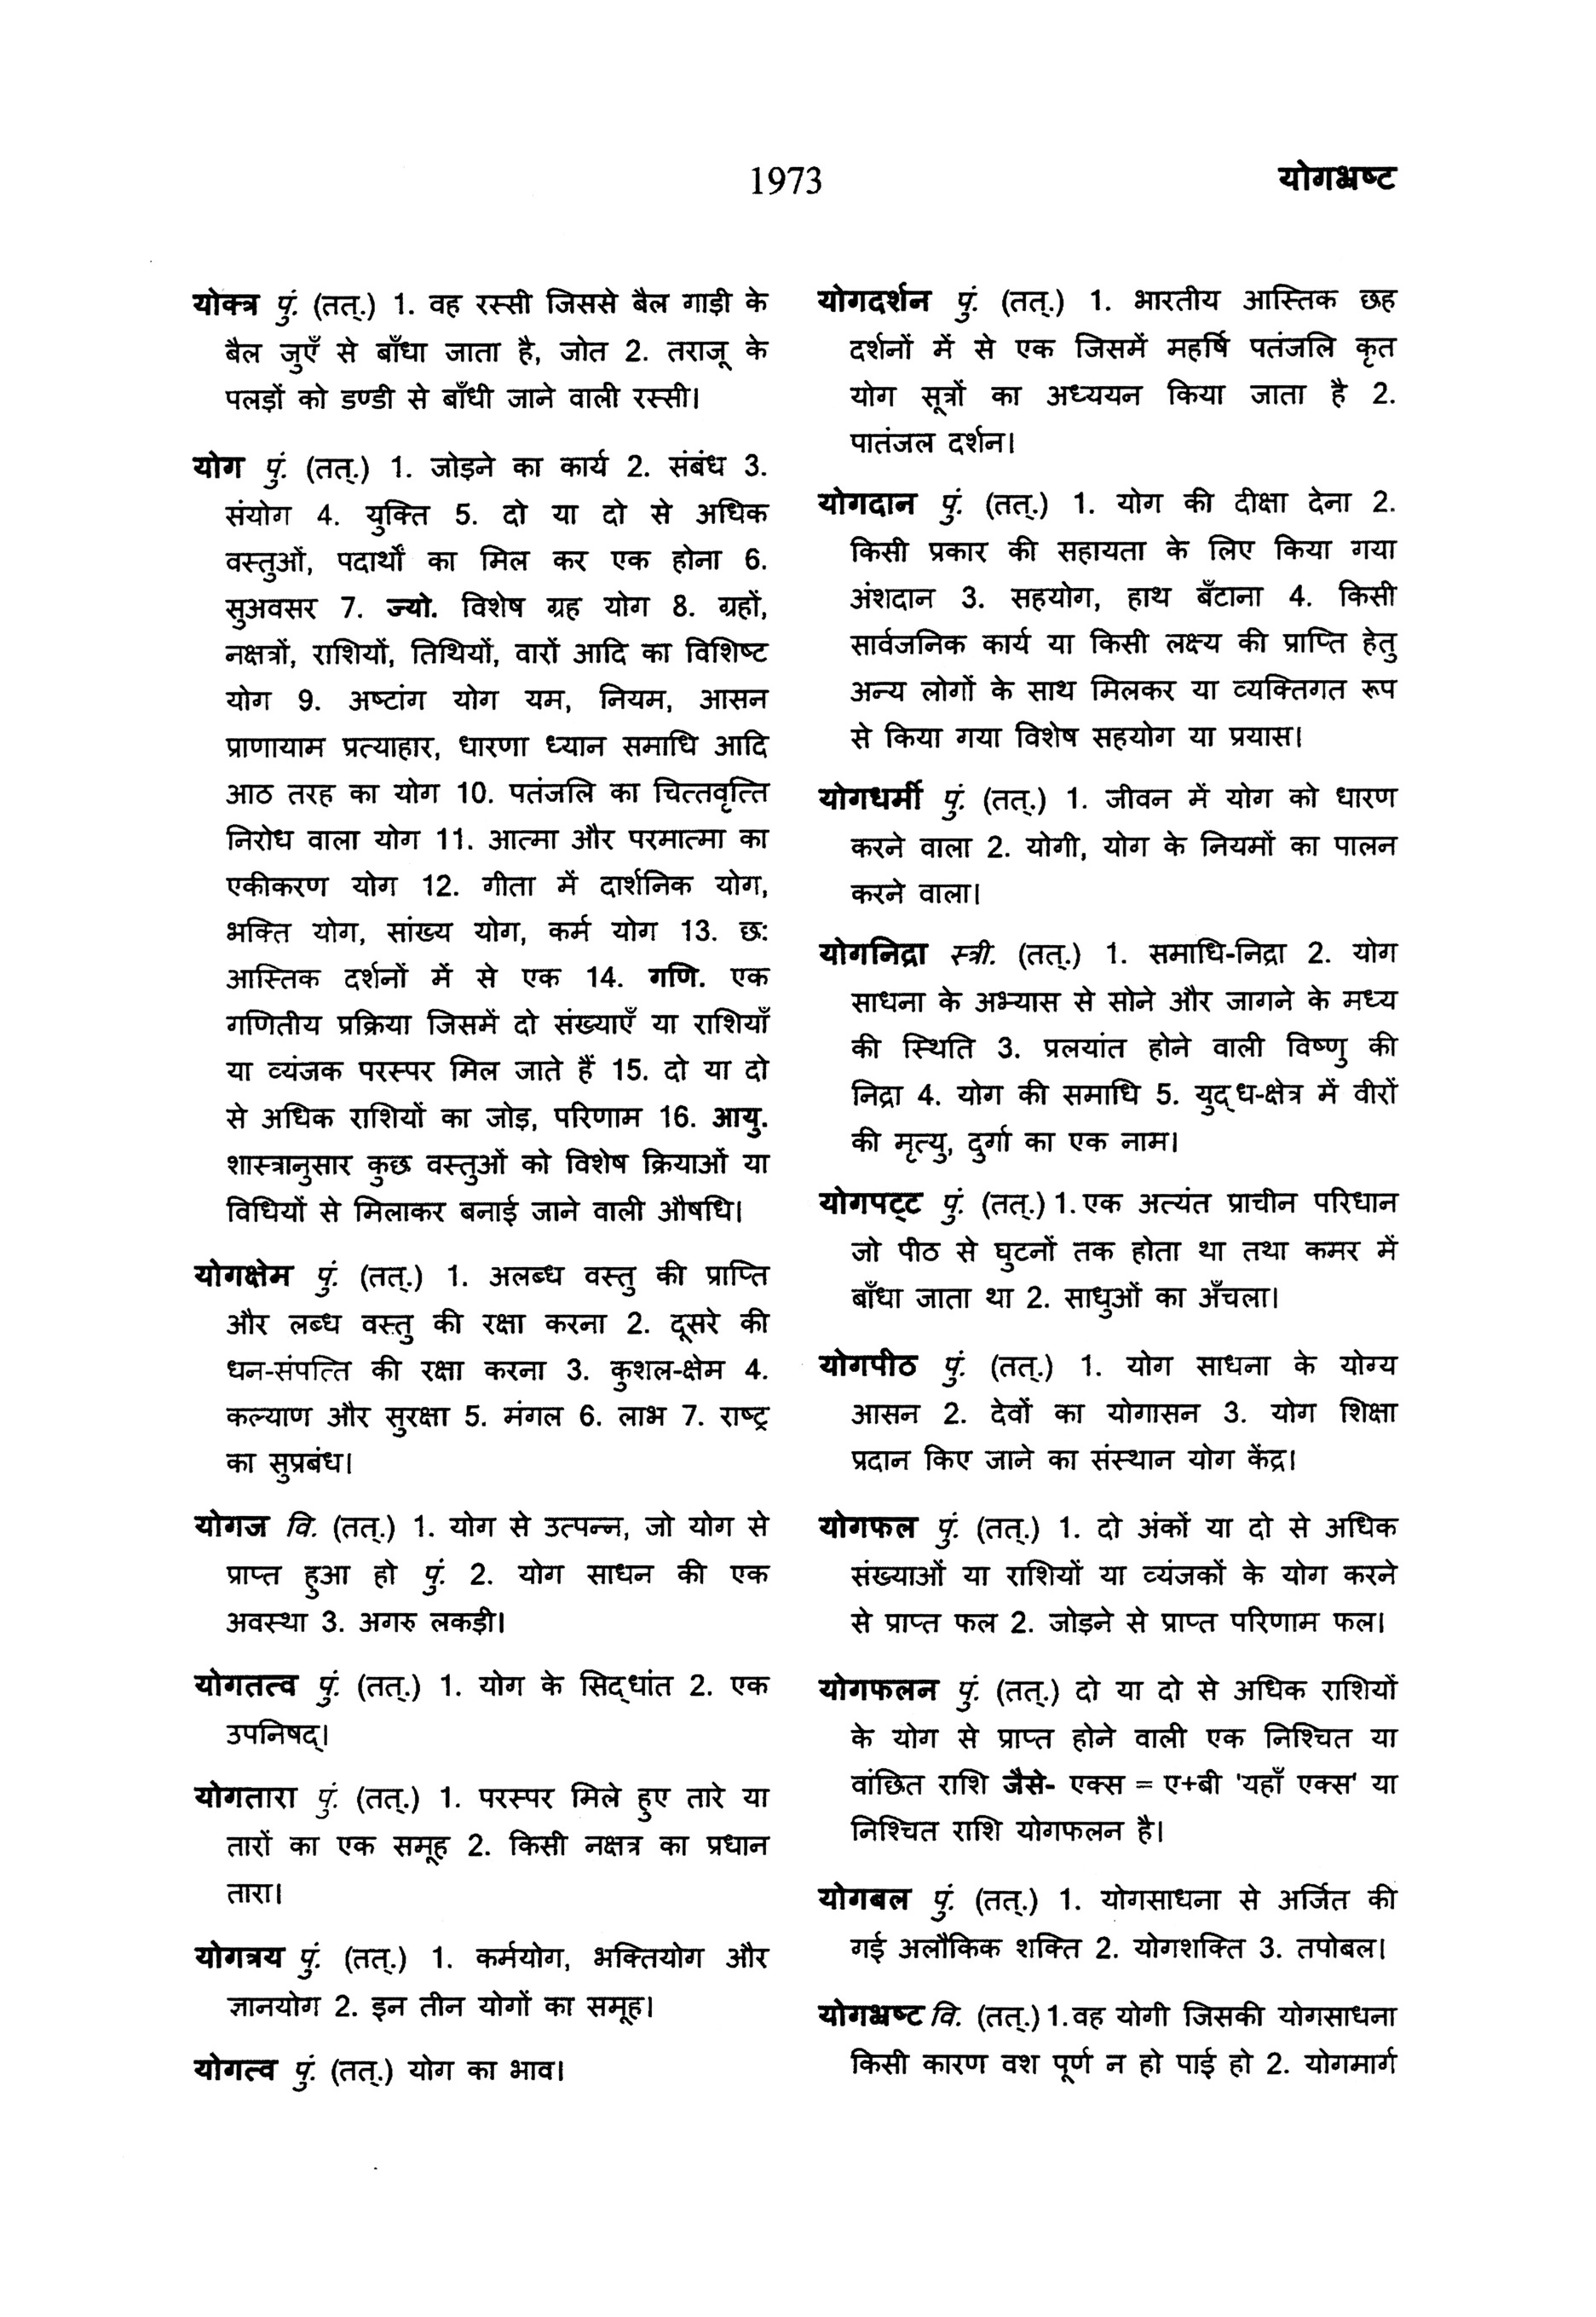 1973
योगभ्रष्ट
योक्त्र पुं. (तत्.) 1. वह रस्सी जिससे बैल गाड़ी के
बैल जुएँ से बाँधा जाता है, जोत 2. तराजू के
पलड़ों को डण्डी से बाँधी जाने वाली रस्सी।
योग पुं. (तत्.) 1. जोड़ने का कार्य 2. संबंध 3.
संयोग 4. युक्ति 5. दो या दो से अधिक
वस्तुओं, पदार्थों का मिल कर एक होना 6.
सुअवसर 7. ज्यो. विशेष ग्रह योग 8. ग्रहों,
नक्षत्रों, राशियों, तिथियों, वारों आदि का विशिष्ट
योग 9. अष्टांग योग यम, नियम, आसन
प्राणायाम प्रत्याहार, धारणा ध्यान समाधि आदि
आठ तरह का योग 10. पतंजलि का चित्तवृत्ति
निरोध वाला योग 11. आत्मा और परमात्मा का
एकीकरण योग 12. गीता में दार्शनिक योग,
भक्ति योग, सांख्य योग, कर्म योग 13. छः
आस्तिक दर्शनों में से एक 14. गणि. एक
गणितीय प्रक्रिया जिसमें दो संख्याएँ या राशियाँ
या व्यंजक परस्पर मिल जाते हैं 15. दो या दो
से अधिक राशियों का जोड़, परिणाम 16. आयु.
शास्त्रानुसार कुछ वस्तुओं को विशेष क्रियाओं या
विधियों से मिलाकर बनाई जाने वाली औषधि।
योगक्षेम पुं. (तत्.) 1. अलब्ध वस्तु की प्राप्ति
और लब्ध वस्तु की रक्षा करना 2. दूसरे की
धन-संपत्ति की रक्षा करना 3. कुशल-क्षेम 4.
कल्याण और सुरक्षा 5. मंगल 6. लाभ 7. राष्ट्र
का सुप्रबंध।
योगज वि. (तत्.) 1. योग से उत्पन्न, जो योग से
प्राप्त हुआ हो पुं. 2. योग साधन की एक
अवस्था 3. अगरु लकड़ी।
योगतत्व पुं. (तत्.) 1. योग के सिद्धांत 2. एक
उपनिषद्।
योगतारा पुं. (तत्.) 1. परस्पर मिले हुए तारे या
तारों का एक समूह 2. किसी नक्षत्र का प्रधान
तारा।
योगत्रय पुं. (तत्.) 1. कर्मयोग, भक्तियोग और
ज्ञानयोग 2. इन तीन योगों का समूह।
योगत्व पुं. (तत्.) योग का भाव।
योगदर्शन पुं. (तत्.) 1. भारतीय आस्तिक छह
दर्शनों में से एक जिसमें महर्षि पतंजलि कृत
योग सूत्रों का अध्ययन किया जाता है 2.
पातंजल दर्शन।
योगदान पुं. (तत्.) 1. योग की दीक्षा देना 2.
किसी प्रकार की सहायता के लिए किया गया
अंशदान 3. सहयोग, हाथ बँटाना 4. किसी
सार्वजनिक कार्य या किसी लक्ष्य की प्राप्ति हेतु
अन्य लोगों के साथ मिलकर या व्यक्तिगत रूप
से किया गया विशेष सहयोग या प्रयास।
योगधर्मी पुं. (तत्.) 1. जीवन में योग को धारण
करने वाला 2. योगी, योग के नियमों का पालन
करने वाला।
योगनिद्रा स्त्री. (तत्.) 1. समाधि-निद्रा 2. योग
साधना के अभ्यास से सोने और जागने के मध्य
की स्थिति 3. प्रलयांत होने वाली विष्णु की
निद्रा 4. योग की समाधि 5. युद्ध-क्षेत्र में वीरों
की मृत्यु, दुर्गा का एक नाम।
योगपट्ट पुं. (तत्.) 1. एक अत्यंत प्राचीन परिधान
जो पीठ से घुटनों तक होता था तथा कमर में
बाँधा जाता था 2. साधुओं का अँचला।
योगपीठ पुं. (तत्.) 1. योग साधना के योग्य
आसन 2. देवों का योगासन 3. योग शिक्षा
प्रदान किए जाने का संस्थान योग केंद्र।
योगफल पुं. (तत्.) 1. दो अंकों या दो से अधिक
संख्याओं या राशियों या व्यंजकों के योग करने
से प्राप्त फल 2. जोड़ने से प्राप्त परिणाम फल।
योगफलन पुं. (तत्.) दो या दो से अधिक राशियों
के योग से प्राप्त होने वाली एक निश्चित या
वांछित राशि जैसे- एक्स = ए+बी 'यहाँ एक्स' या
निश्चित राशि योगफलन है।
योगबल पुं. (तत्.) 1. योगसाधना से अर्जित की
गई अलौकिक शक्ति 2. योगशक्ति 3. तपोबल।
योगभ्रष्ट वि. (तत्.) 1. वह योगी जिसकी योगसाधना
किसी कारण वश पूर्ण न हो पाई हो 2. योगमार्ग